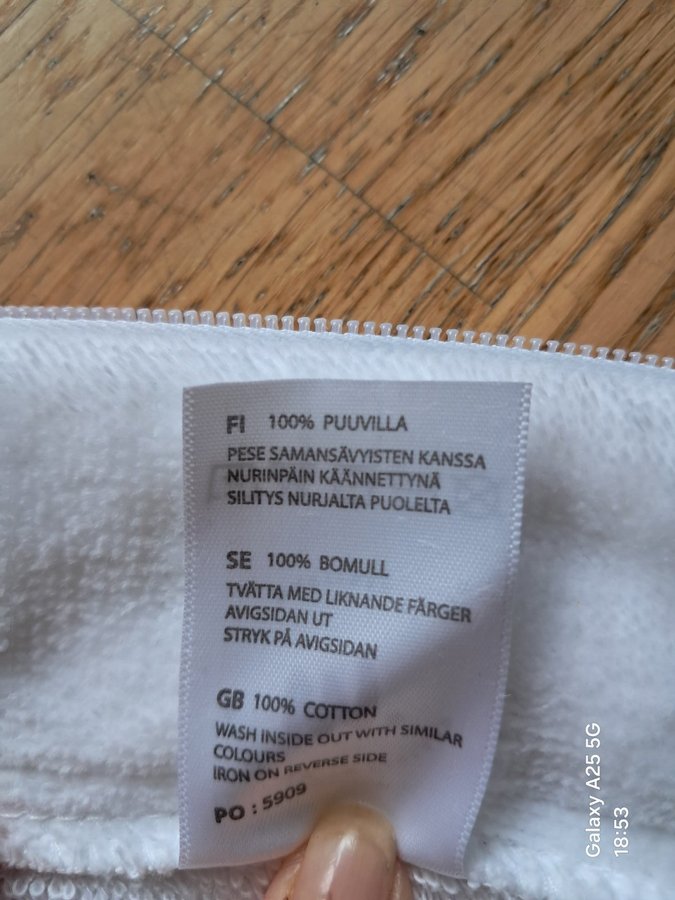 FI 100% PUUVILLA
PESE SAMANSÄVYISTEN KANSSA
NURINPÄIN KÄÄNNETTYNÄ
SILITYS NURJALTA PUOLELTA
SE 100% BOMULL
TVÄTTA MED LIKNANDE FÄRGER
AVIGSIDAN UT
STRYK PÅ AVIGSIDAN
GB 100% COTTON
WASH INSIDE OUT WITH SIMILAR
COLOURS
IRON ON REVERSE SIDE
PO : 5909
Galaxy A25 5G
18:53